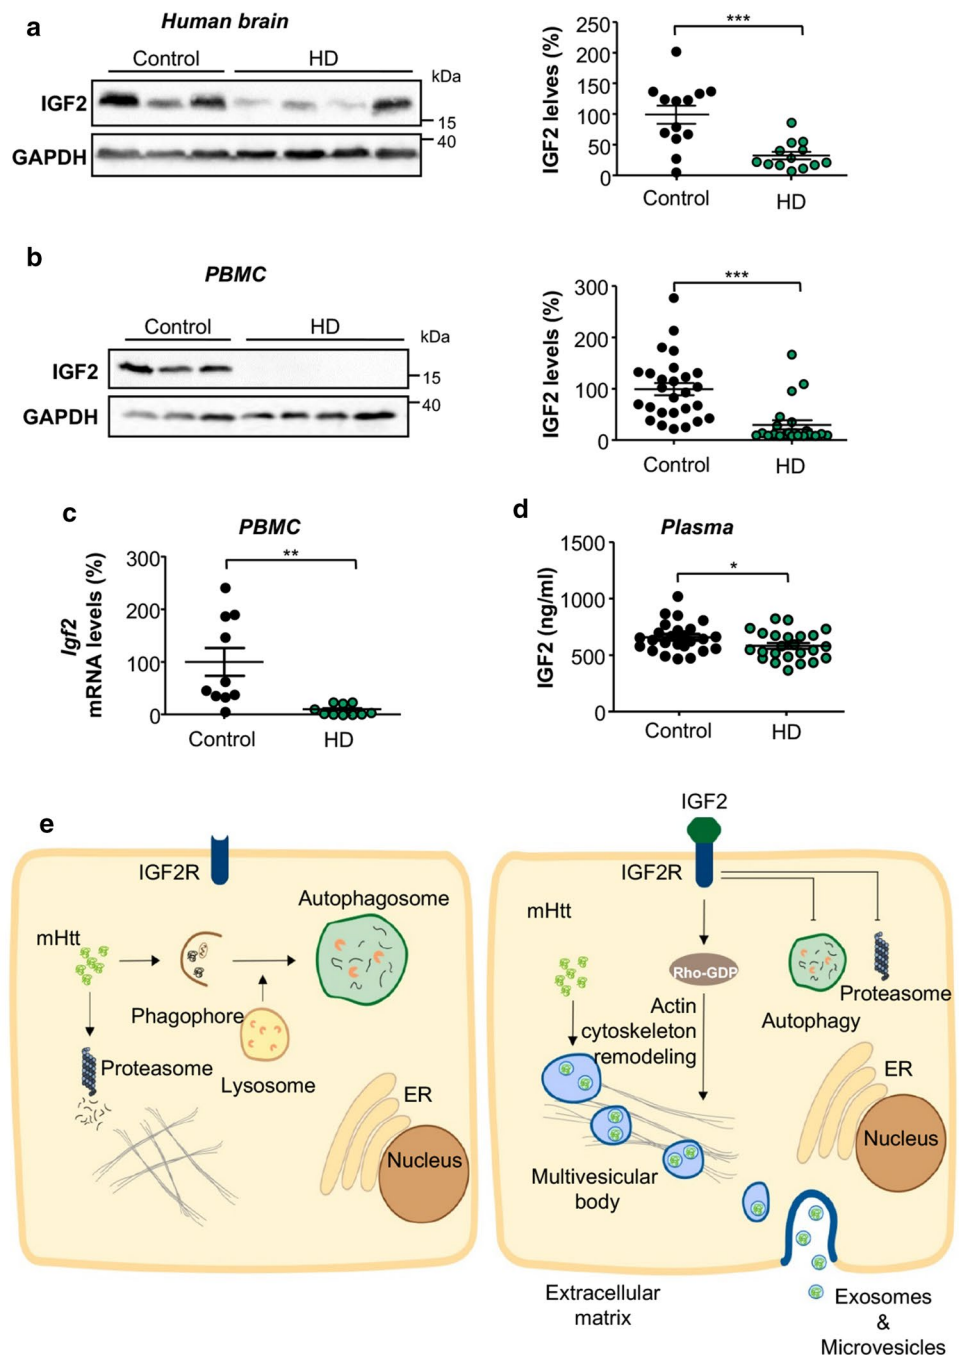 a
Human brain
Control
HD
kDa
IGF2
15
GAPDH
40
IGF2 lelves (%)
250
200
150
100
50
0
***
Control
HD
b
PBMC
Control
HD
kDa
IGF2
15
GAPDH
40
IGF2 levels (%)
300
200
100
0
***
Control
HD
c
PBMC
Igf2
mRNA levels (%)
300
200
100
0
**
Control
HD
d
Plasma
IGF2 (ng/ml)
1500
1000
500
0
*
Control
HD
e
IGF2R
mHtt
Autophagosome
Phagophore
Proteasome
Lysosome
ER
Nucleus
IGF2
IGF2R
mHtt
Rho-GDP
Proteasome
Autophagy
Actin
cytoskeleton
remodeling
ER
Nucleus
Multivesicular
body
Extracellular
matrix
Exosomes
&
Microvesicles